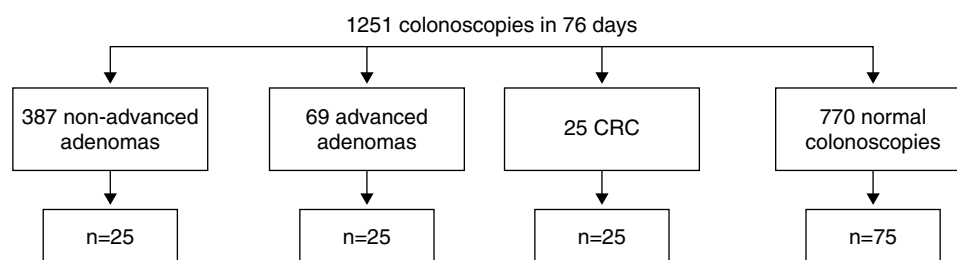 1251 colonoscopies in 76 days
387 non-advanced
adenomas
69 advanced
adenomas
25 CRC
770 normal
colonoscopies
n=25
n=25
n=25
n=75